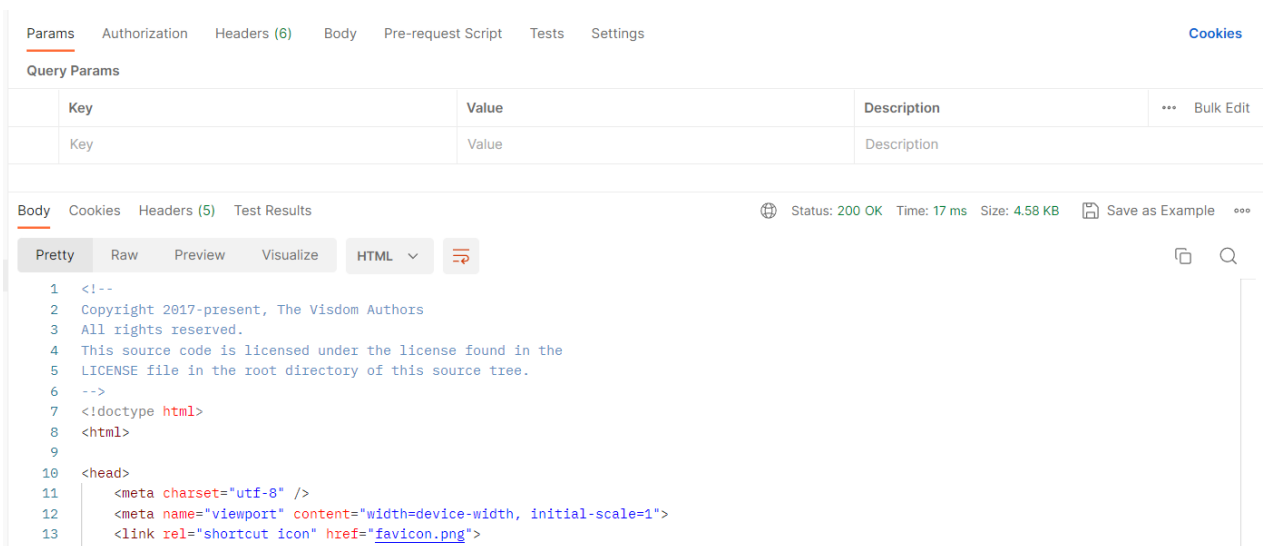 Params Authorization Headers (6) Body Pre-request Script Tests Settings Cookies
Query Params
Key Value Description ••• Bulk Edit
Key Value Description
Body Cookies Headers (5) Test Results Status: 200 OK Time: 17 ms Size: 4.58 KB Save as Example •••
Pretty Raw Preview Visualize HTML
1 <!--
2 Copyright 2017-present, The Visdom Authors
3 All rights reserved.
4 This source code is licensed under the license found in the
5 LICENSE file in the root directory of this source tree.
6 -->
7 <!doctype html>
8 <html>
9
10 <head>
11 <meta charset="utf-8" />
12 <meta name="viewport" content="width=device-width, initial-scale=1">
13 <link rel="shortcut icon" href="favicon.png">